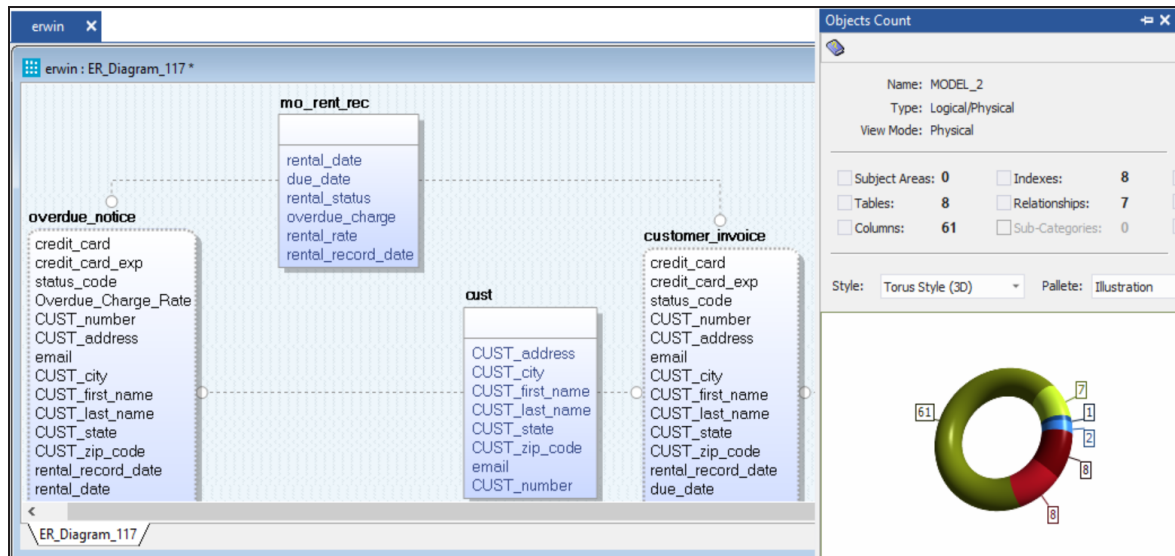 erwin
erwin : ER_Diagram_117 *
mo_rent_rec
rental_date
due_date
rental_status
overdue_charge
rental_rate
rental_record_date
overdue_notice
credit_card
credit_card_exp
status_code
Overdue_Charge_Rate
CUST_number
CUST_address
email
CUST_city
CUST_first_name
CUST_last_name
CUST_state
CUST_zip_code
rental_record_date
rental_date
cust
CUST_address
CUST_city
CUST_first_name
CUST_last_name
CUST_state
CUST_zip_code
email
CUST_number
customer_invoice
credit_card
credit_card_exp
status_code
CUST_number
CUST_address
email
CUST_city
CUST_first_name
CUST_last_name
CUST_state
CUST_zip_code
rental_record_date
due_date
ER_Diagram_117
Objects Count
Name: MODEL_2
Type: Logical/Physical
View Mode: Physical
Subject Areas: 0 Indexes: 8
Tables: 8 Relationships: 7
Columns: 61 Sub-Categories: 0
Style: Torus Style (3D) Pallete: Illustration
7
61
1
2
8
8